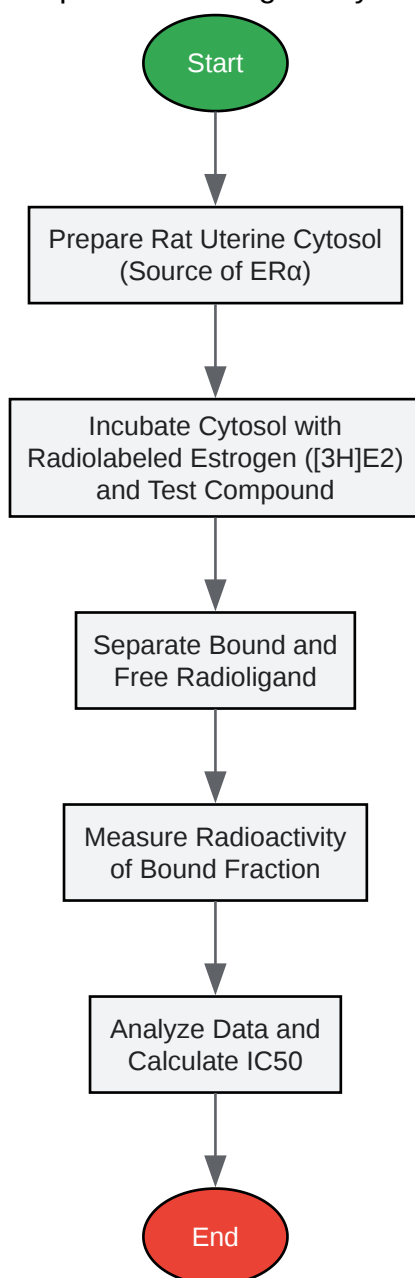 Start
Prepare Rat Uterine Cytosol
(Source of ERα)
Incubate Cytosol with
Radiolabeled Estrogen ([3H]E2)
and Test Compound
Separate Bound and
Free Radioligand
Measure Radioactivity
of Bound Fraction
Analyze Data and
Calculate IC50
End